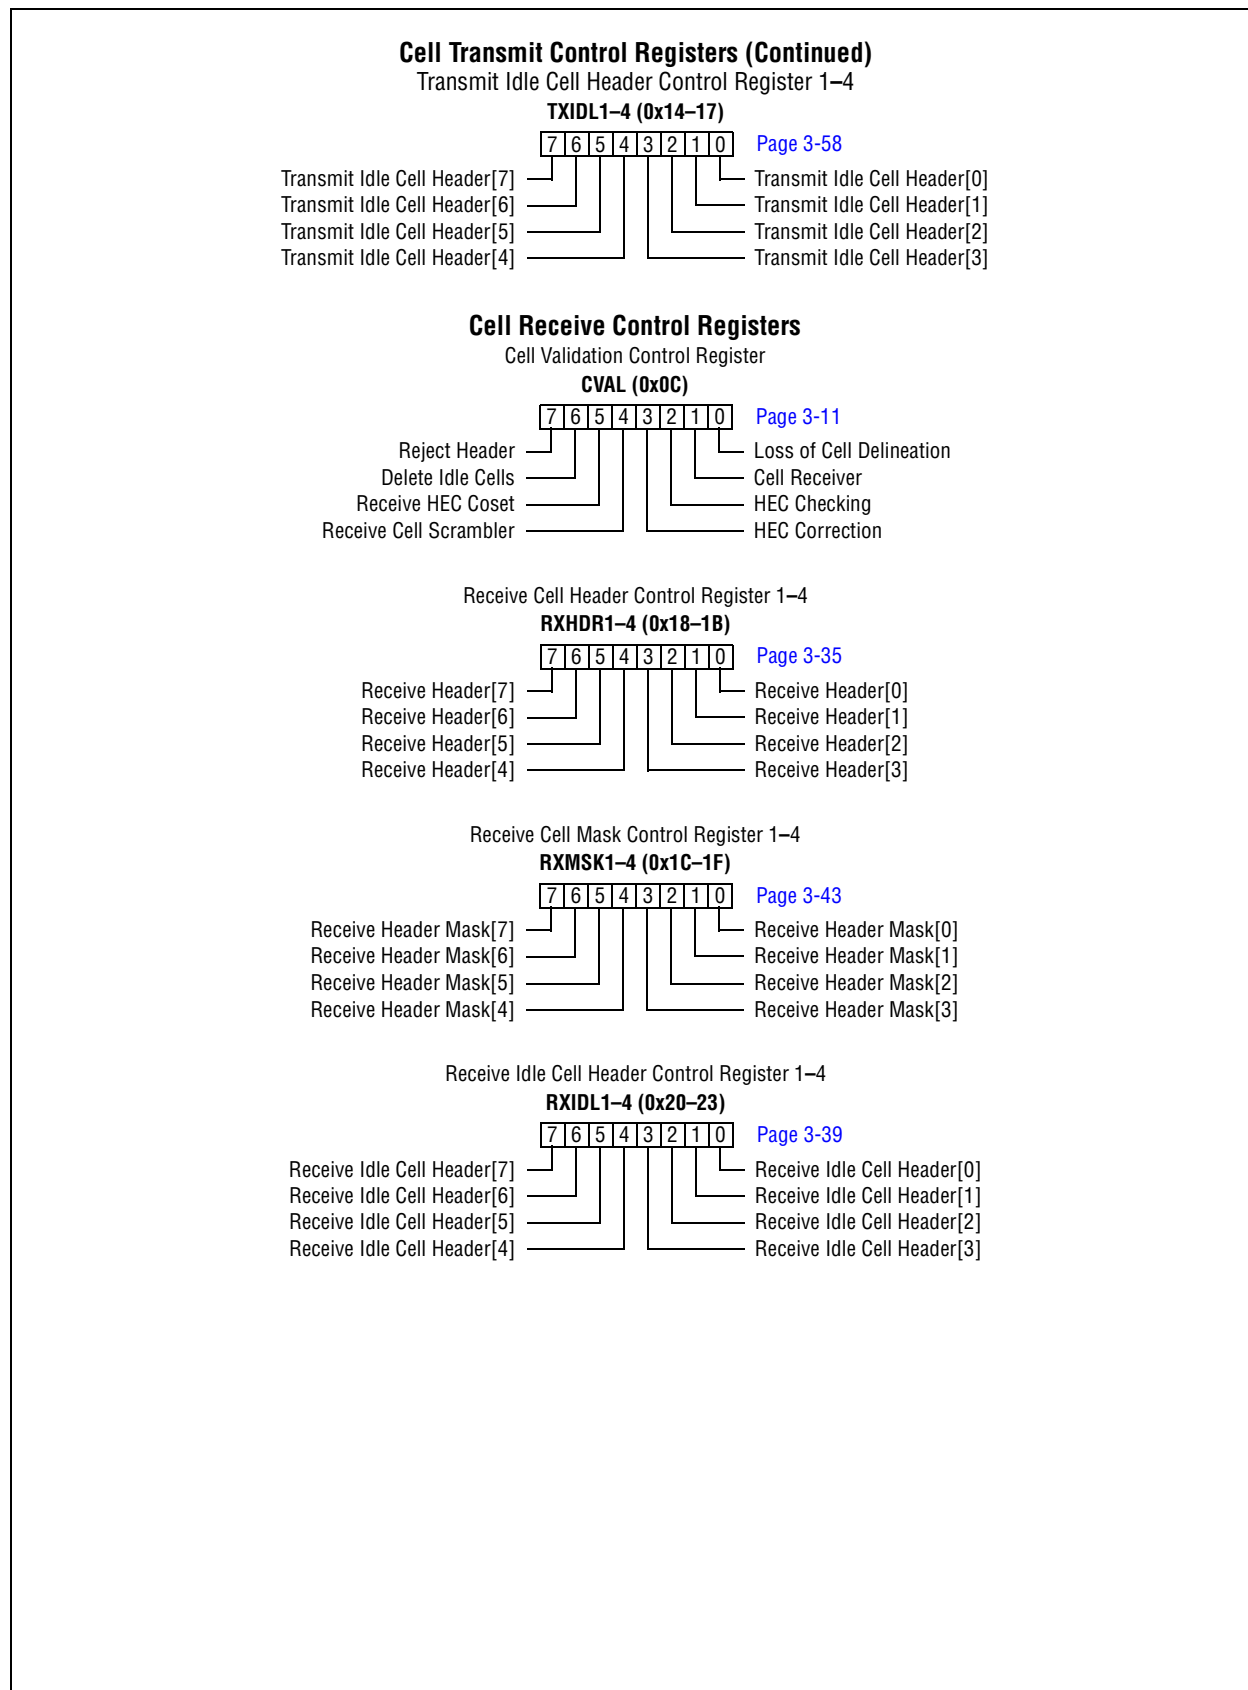 Cell Transmit Control Registers (Continued)
Transmit Idle Cell Header Control Register 1–4
TXIDL1–4 (0x14–17)
7 6 5 4 3 2 1 0 Page 3-58
Transmit Idle Cell Header[7] Transmit Idle Cell Header[0]
Transmit Idle Cell Header[6] Transmit Idle Cell Header[1]
Transmit Idle Cell Header[5] Transmit Idle Cell Header[2]
Transmit Idle Cell Header[4] Transmit Idle Cell Header[3]
Cell Receive Control Registers
Cell Validation Control Register
CVAL (0x0C)
7 6 5 4 3 2 1 0 Page 3-11
Reject Header Loss of Cell Delineation
Delete Idle Cells Cell Receiver
Receive HEC Coset HEC Checking
Receive Cell Scrambler HEC Correction
Receive Cell Header Control Register 1–4
RXHDR1–4 (0x18–1B)
7 6 5 4 3 2 1 0 Page 3-35
Receive Header[7] Receive Header[0]
Receive Header[6] Receive Header[1]
Receive Header[5] Receive Header[2]
Receive Header[4] Receive Header[3]
Receive Cell Mask Control Register 1–4
RXMSK1–4 (0x1C–1F)
7 6 5 4 3 2 1 0 Page 3-43
Receive Header Mask[7] Receive Header Mask[0]
Receive Header Mask[6] Receive Header Mask[1]
Receive Header Mask[5] Receive Header Mask[2]
Receive Header Mask[4] Receive Header Mask[3]
Receive Idle Cell Header Control Register 1–4
RXIDL1–4 (0x20–23)
7 6 5 4 3 2 1 0 Page 3-39
Receive Idle Cell Header[7] Receive Idle Cell Header[0]
Receive Idle Cell Header[6] Receive Idle Cell Header[1]
Receive Idle Cell Header[5] Receive Idle Cell Header[2]
Receive Idle Cell Header[4] Receive Idle Cell Header[3]